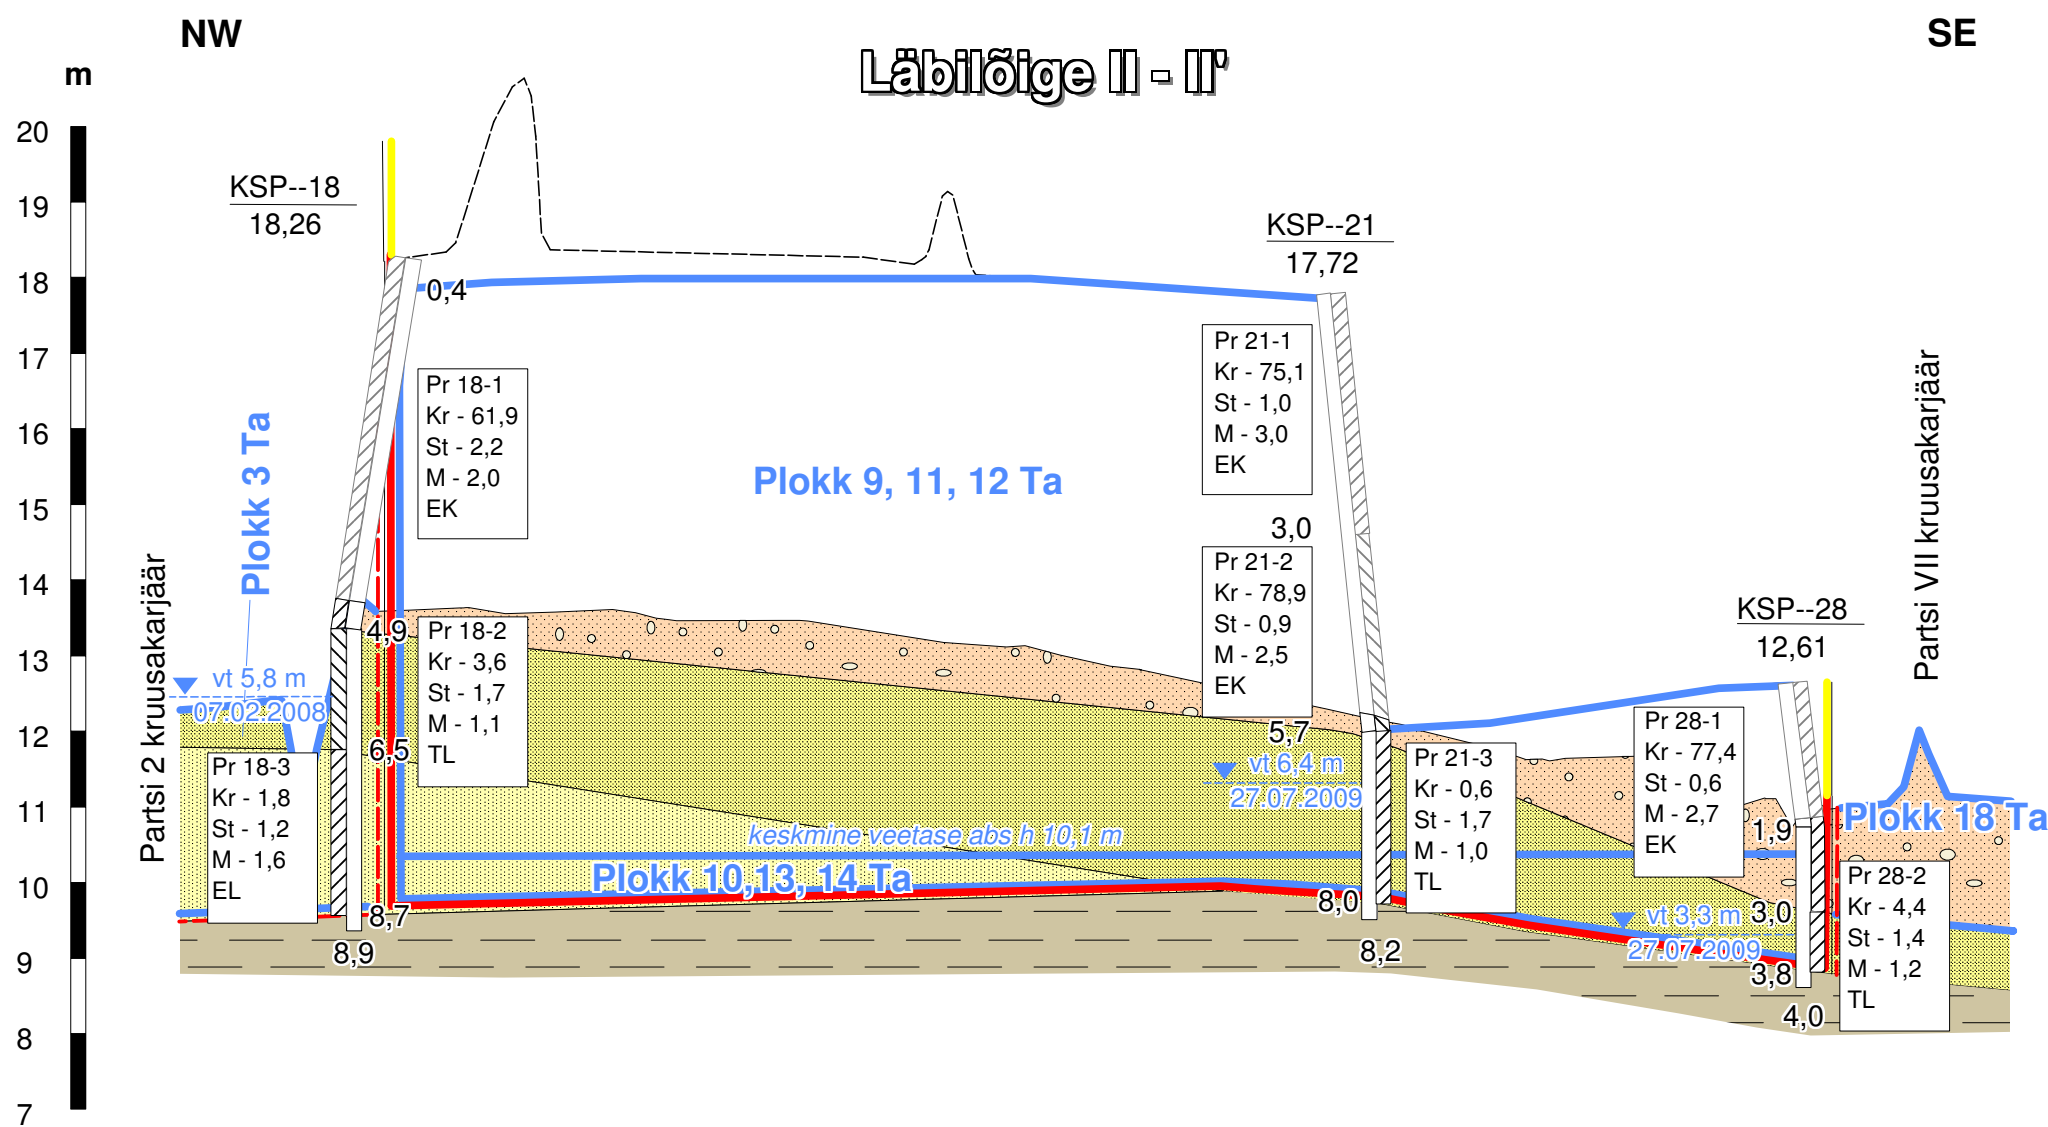 NW
SE
Läbilõige II - II'
m
20
19
18
17
16
15
14
13
12
11
10
9
8
7
KSP--18
18,26
KSP--21
17,72
KSP--28
12,61
Partsi 2 kruusakarjäär
Plokk 3 Ta
vt 5,8 m
07.02.2008
Pr 18-3
Kr - 1,8
St - 1,2
M - 1,6
EL
0,4
4,9
6,5
8,7
8,9
Pr 18-1
Kr - 61,9
St - 2,2
M - 2,0
EK
Pr 18-2
Kr - 3,6
St - 1,7
M - 1,1
TL
Plokk 9, 11, 12 Ta
keskmine veetase abs h 10,1 m
Plokk 10,13, 14 Ta
Pr 21-1
Kr - 75,1
St - 1,0
M - 3,0
EK
3,0
Pr 21-2
Kr - 78,9
St - 0,9
M - 2,5
EK
5,7
vt 6,4 m
27.07.2009
8,0
8,2
Pr 21-3
Kr - 0,6
St - 1,7
M - 1,0
TL
Pr 28-1
Kr - 77,4
St - 0,6
M - 2,7
EK
1,9
3,0
vt 3,3 m
27.07.2009
3,8
4,0
Partsi VII kruusakarjäär
Plokk 18 Ta
Pr 28-2
Kr - 4,4
St - 1,4
M - 1,2
TL